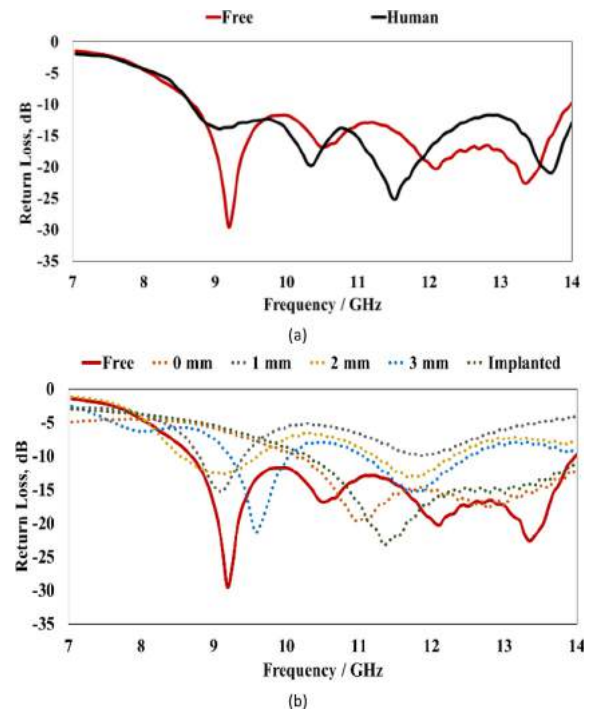 Free Human
0
-5
-10
-15
-20
-25
-30
-35
Return Loss, dB
7 8 9 10 11 12 13 14
Frequency / GHz
(a)
Free 0 mm 1 mm 2 mm 3 mm Implanted
0
-5
-10
-15
-20
-25
-30
-35
Return Loss, dB
7 8 9 10 11 12 13 14
Frequency / GHz
(b)